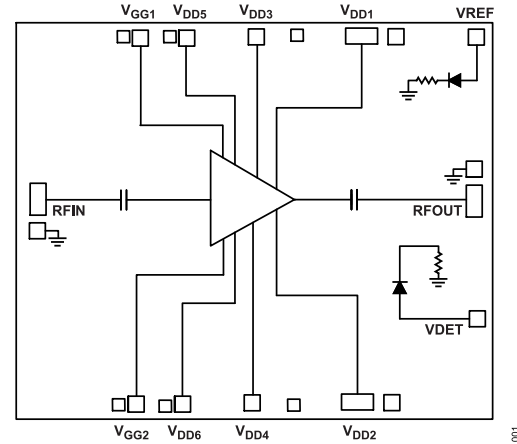 VGG1 VDD5 VDD3 VDD1 VREF
RFIN RFOUT
VDET
VGG2 VDD6 VDD4 VDD2
001